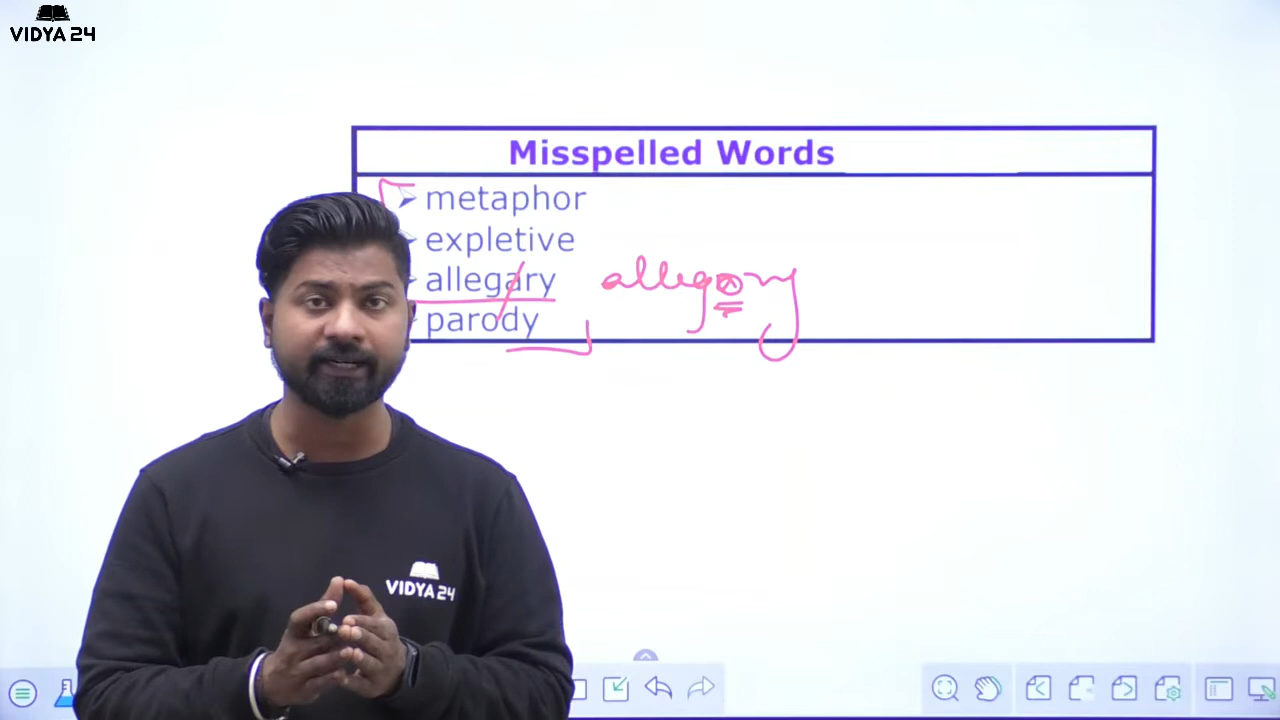 VIDYA 24
Misspelled Words
metaphor
expletive
allegary allegory
parody
VIDYA 24